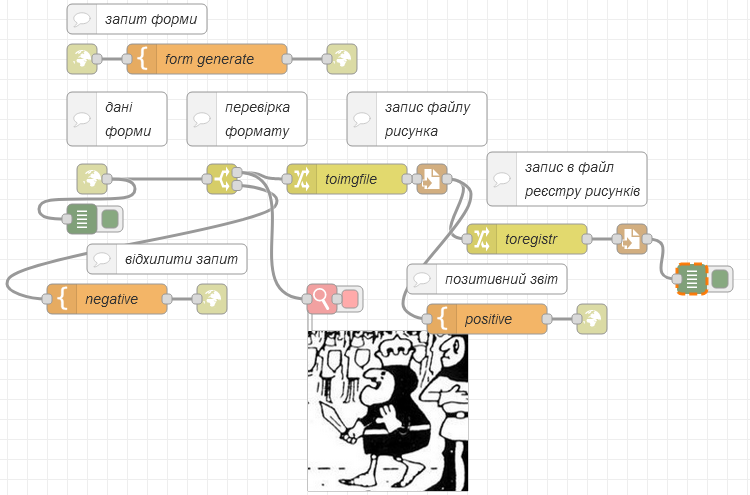 запит форми
form generate
дані
форми
перевірка
формату
запис файлу
рисунка
toimgfile
запис в файл
реєстру рисунків
toregistr
відхилити запит
позитивний звіт
negative
positive